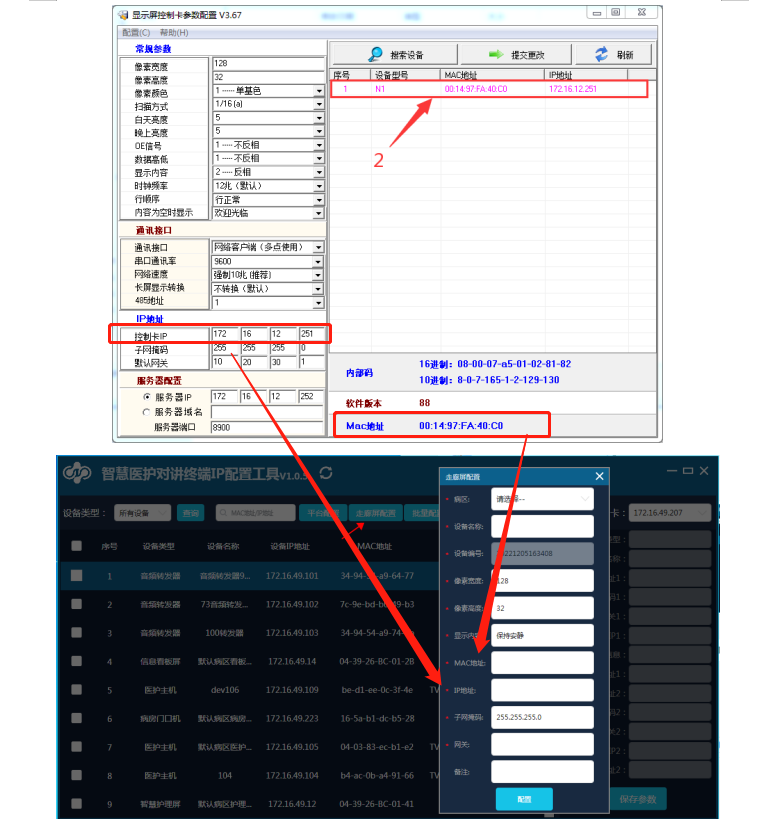 显示屏控制卡参数配置 V3.67
配置(C) 帮助(H)
常规参数
像素宽度 128
像素高度 32
像素颜色 1 ----- 单基色
扫描方式 1/16 (a)
白天亮度 5
晚上亮度 5
OE信号 1 ---- 不反相
数据高低 1 ---- 不反相
显示内容 2 ---- 反相
时钟频率 12兆（默认）
行顺序 行正常
内容为空时显示 欢迎光临
通讯接口
通讯接口 网络客户端（多点使用）
串口通讯率 9600
网络速度 强制10兆(推荐)
长屏显示转换 不转换（默认）
485地址 1
IP地址
控制卡IP 172 16 12 251
子网掩码 255 255 255 0
默认网关 10 20 30 1
服务器配置
服务器IP 172 16 12 252
服务器域名
服务器端口 8900
搜索设备 提交更改 刷新
序号 设备型号 MAC地址 IP地址
1 N1 00:14:97:FA:40:C0 172.16.12.251
2
内部码 16进制: 08-00-07-a5-01-02-81-82
10进制: 8-0-7-165-1-2-129-130
软件版本 88
Mac地址 00:14:97:FA:40:C0
智慧医护对讲终端IP配置工具V1.0.5
设备类型： 所有设备 查询 MAC地址/IP地址 平台配置 走廊屏配置 批量配 卡： 172.16.49.207
序号 设备类型 设备名称 设备IP地址 MAC地址
1 音频转发器 音频转发器9... 172.16.49.101 34-94- -a9-64-77
2 音频转发器 73音频转发... 172.16.49.102 7c-9e-bd-b6-49-b3
3 音频转发器 100转发器 172.16.49.103 34-94-54-a9-74-
4 信息看板屏 默认病区看板... 172.16.49.14 04-39-26-BC-01-28
5 医护主机 dev106 172.16.49.109 be-d1-ee-0c-3f-4e TV
6 病房门口机 默认病区病房... 172.16.49.223 16-5a-b1-dc-b5-28
7 医护主机 默认病区医护... 172.16.49.105 04-03-83-ec-b1-e2 TV
8 医护主机 104 172.16.49.104 b4-ac-0b-a4-91-66 TV
9 智慧护理屏 默认病区护理... 172.16.49.12 04-39-26-BC-01-41
走廊屏配置
病区: 请选择--
设备名称:
设备编号: 20221205163408
像素宽度: 128
像素高度: 32
显示内容: 保持安静
MAC地址:
IP地址:
子网掩码: 255.255.255.0
网关:
备注:
配置
保存参数